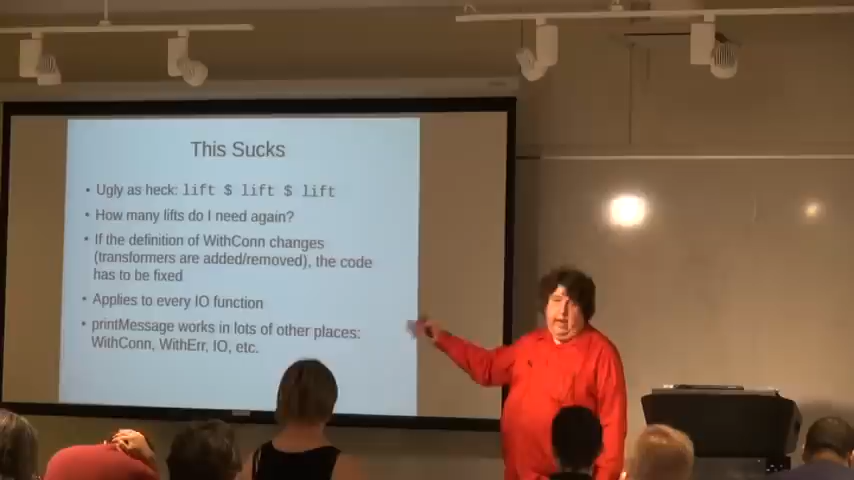 This Sucks
• Ugly as heck: lift $ lift $ lift
• How many lifts do I need again?
• If the definition of WithConn changes
(transformers are added/removed), the code
has to be fixed
• Applies to every IO function
• printMessage works in lots of other places:
WithConn, WithErr, IO, etc.